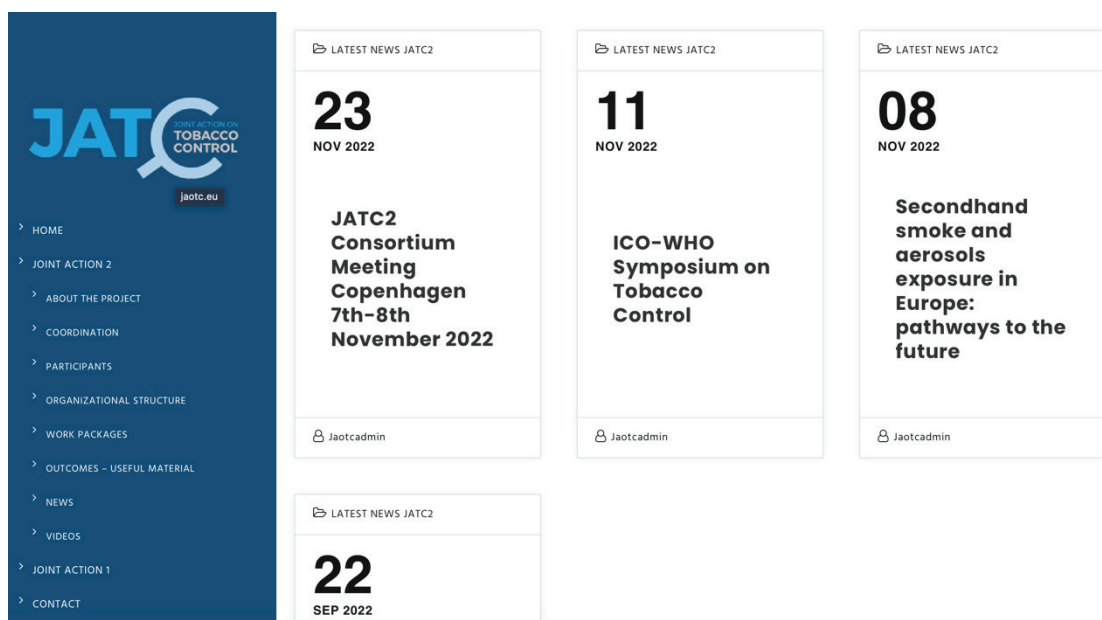 JATC
JOINT ACTION ON
TOBACCO
CONTROL
jaotc.eu
HOME
JOINT ACTION 2
ABOUT THE PROJECT
COORDINATION
PARTICIPANTS
ORGANIZATIONAL STRUCTURE
WORK PACKAGES
OUTCOMES – USEFUL MATERIAL
NEWS
VIDEOS
JOINT ACTION 1
CONTACT
LATEST NEWS JATC2
23
NOV 2022
JATC2
Consortium
Meeting
Copenhagen
7th-8th
November 2022
Jaotcadmin
LATEST NEWS JATC2
11
NOV 2022
ICO-WHO
Symposium on
Tobacco
Control
Jaotcadmin
LATEST NEWS JATC2
08
NOV 2022
Secondhand
smoke and
aerosols
exposure in
Europe:
pathways to the
future
Jaotcadmin
LATEST NEWS JATC2
22
SEP 2022